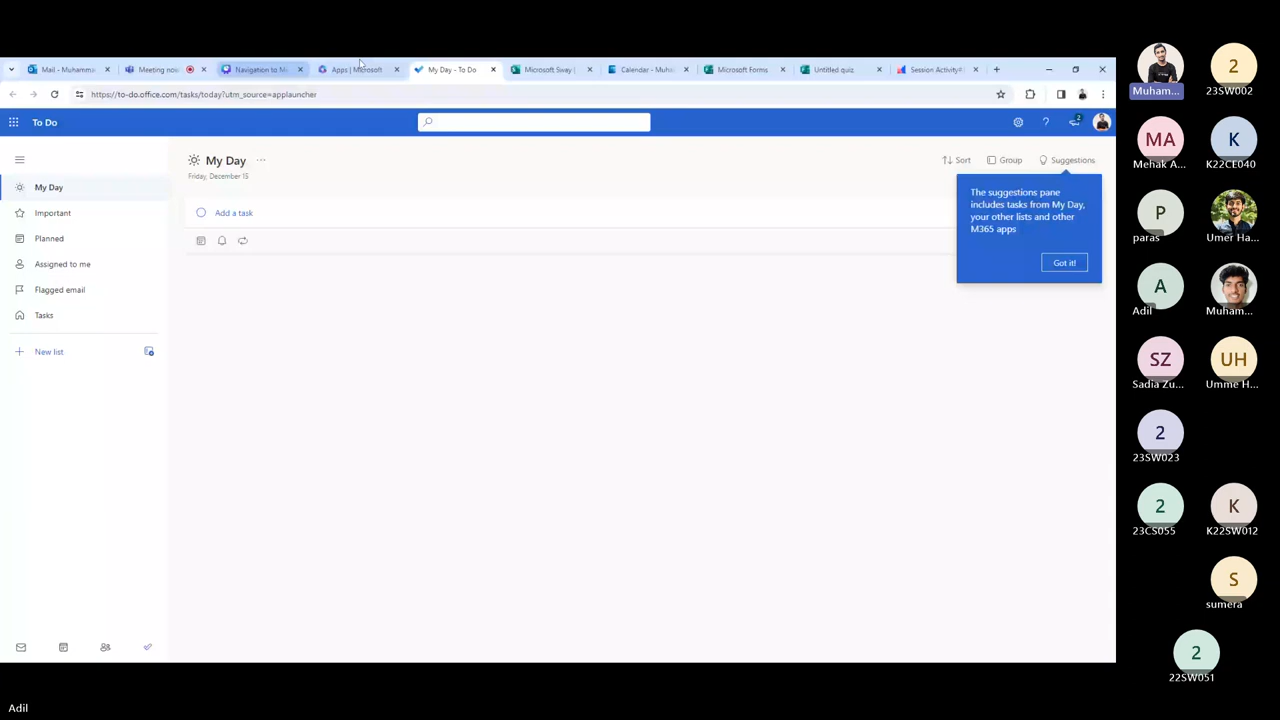 Mail - Muhamma
Meeting now
Navigation to M
Apps | Microsoft
My Day - To Do
Microsoft Sway |
Calendar - Muha
Microsoft Forms
Untitled quiz
Session Activity#
https://to-do.office.com/tasks/today?utm_source=applauncher
To Do
2
My Day
Friday, December 15
Sort
Group
Suggestions
My Day
Important
Planned
Assigned to me
Flagged email
Tasks
New list
Add a task
The suggestions pane
includes tasks from My Day,
your other lists and other
M365 apps
Got it!
Muham...
2
23SW002
MA
Mehak A...
K
K22CE040
P
paras
Umer Ha...
A
Adil
Muham...
SZ
Sadia Zu...
UH
Umme H...
2
23SW023
2
23CS055
K
K22SW012
S
sumera
2
22SW051
Adil